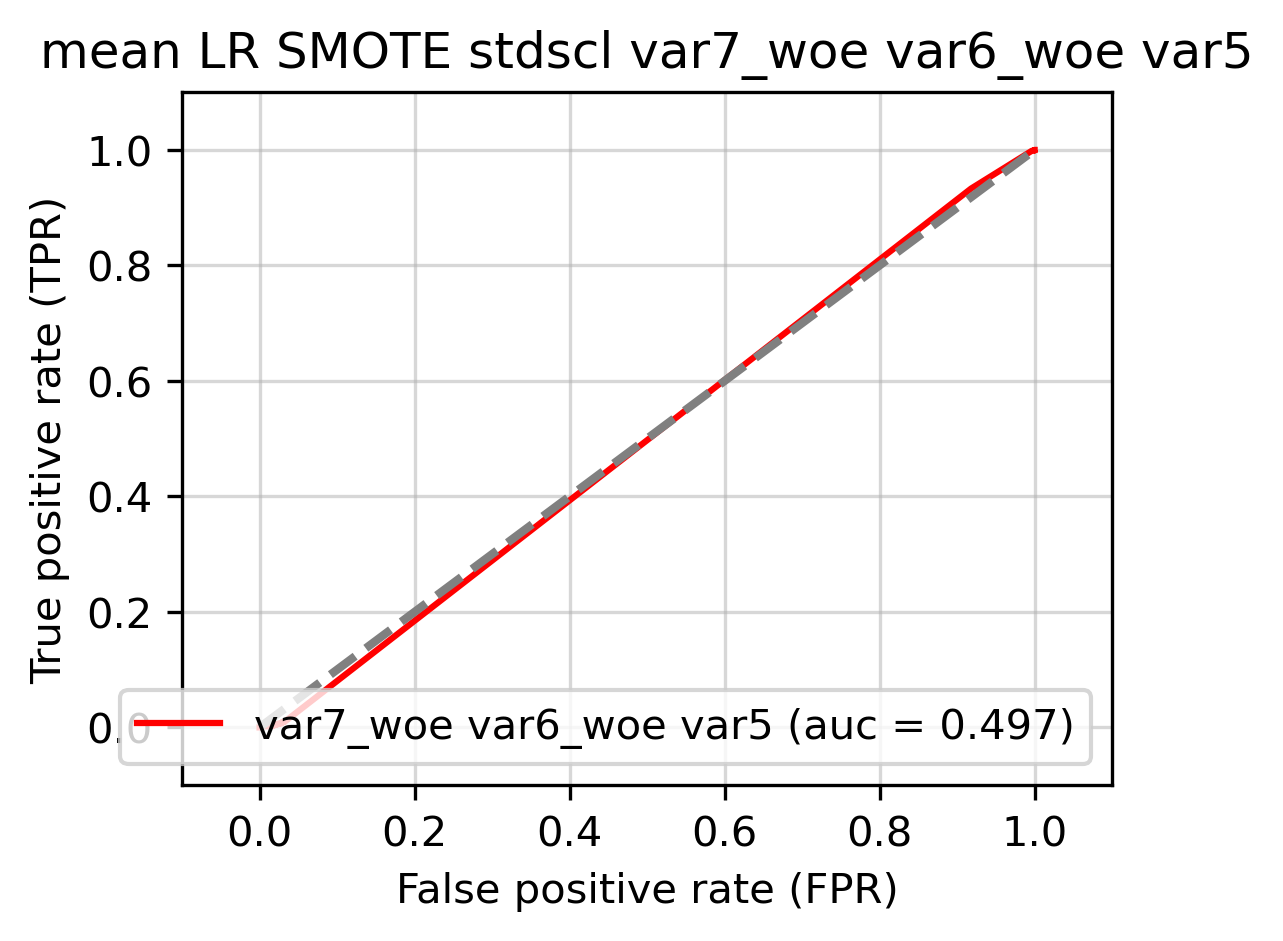 mean LR SMOTE stdscl var7_woe var6_woe var5
True positive rate (TPR)
1.0
0.8
0.6
0.4
0.2
0.0
var7_woe var6_woe var5 (auc = 0.497)
0.0 0.2 0.4 0.6 0.8 1.0
False positive rate (FPR)